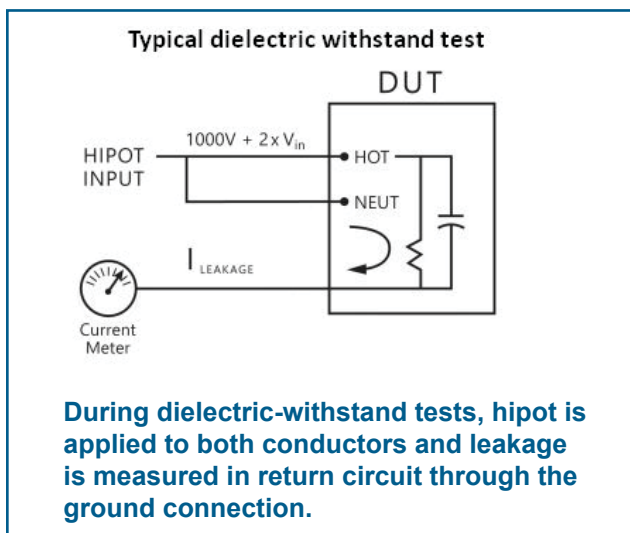 Typical dielectric withstand test
DUT
1000V + 2 x Vin
HIPOT
INPUT
HOT
NEUT
I LEAKAGE
Current
Meter
During dielectric-withstand tests, hipot is
applied to both conductors and leakage
is measured in return circuit through the
ground connection.